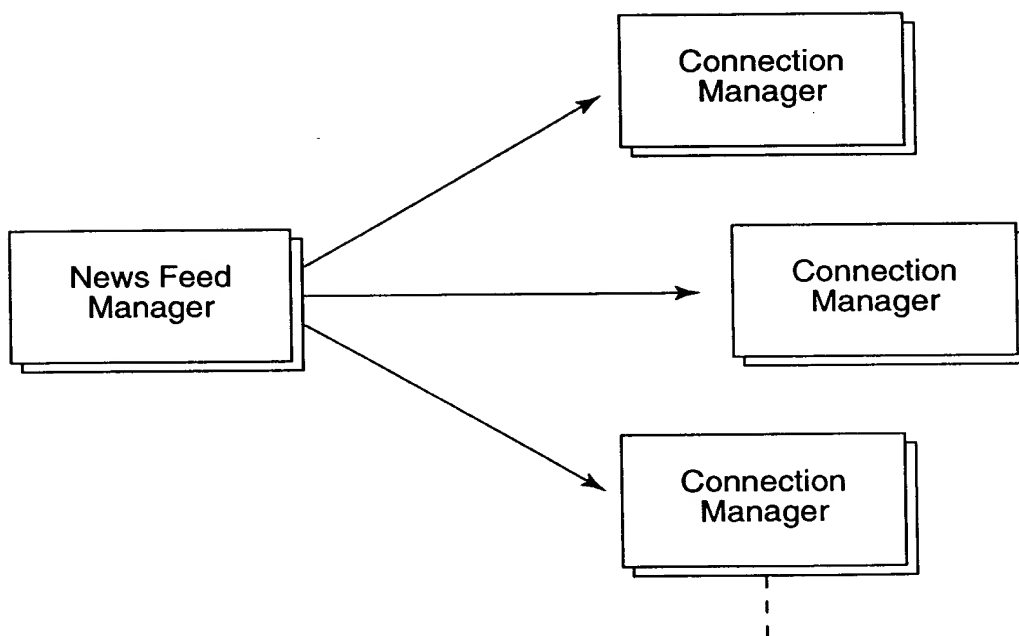 Connection
Manager
News Feed
Manager
Connection
Manager
Connection
Manager